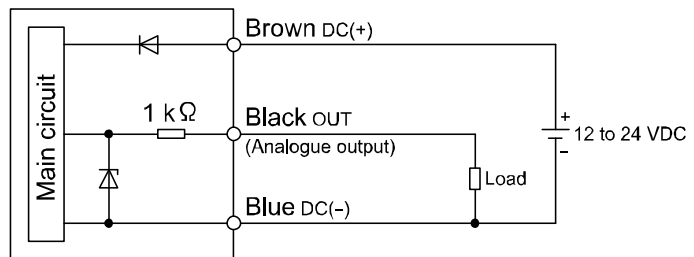 Brown DC(+)
Main circuit
1 kΩ
Black OUT
(Analogue output)
+
12 to 24 VDC
-
Load
Blue DC(-)